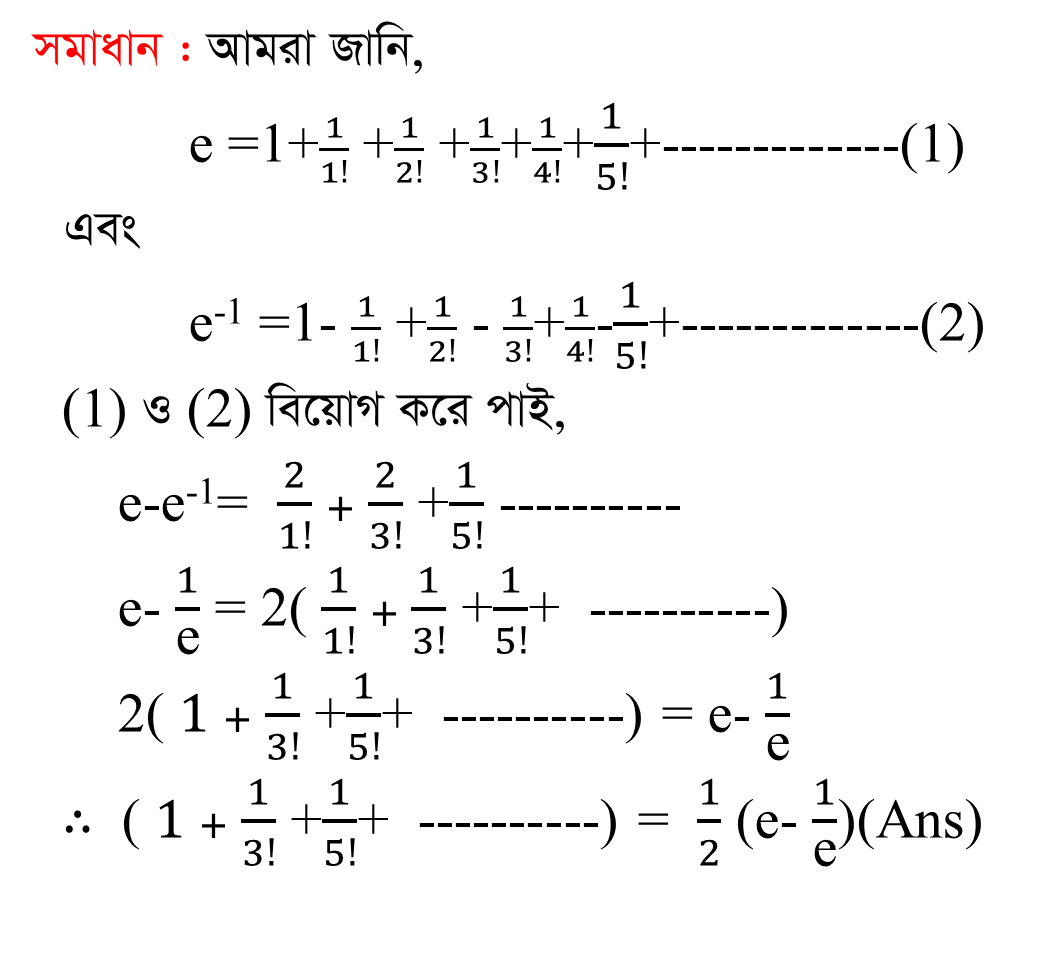 সমাধান : আমরা জানি,
e =1+1/1! +1/2! +1/3!+1/4!+1/5!+-------------(1)
এবং
e⁻¹ =1- 1/1! +1/2! - 1/3!+1/4!-1/5!+-------------(2)
(1) ও (2) বিয়োগ করে পাই,
e-e⁻¹= 2/1! + 2/3! +1/5! ----------
e- 1/e = 2( 1/1! + 1/3! +1/5!+ ----------)
2( 1 + 1/3! +1/5!+ ----------) = e- 1/e
∴ ( 1 + 1/3! +1/5!+ ----------) = 1/2 (e- 1/e)(Ans)